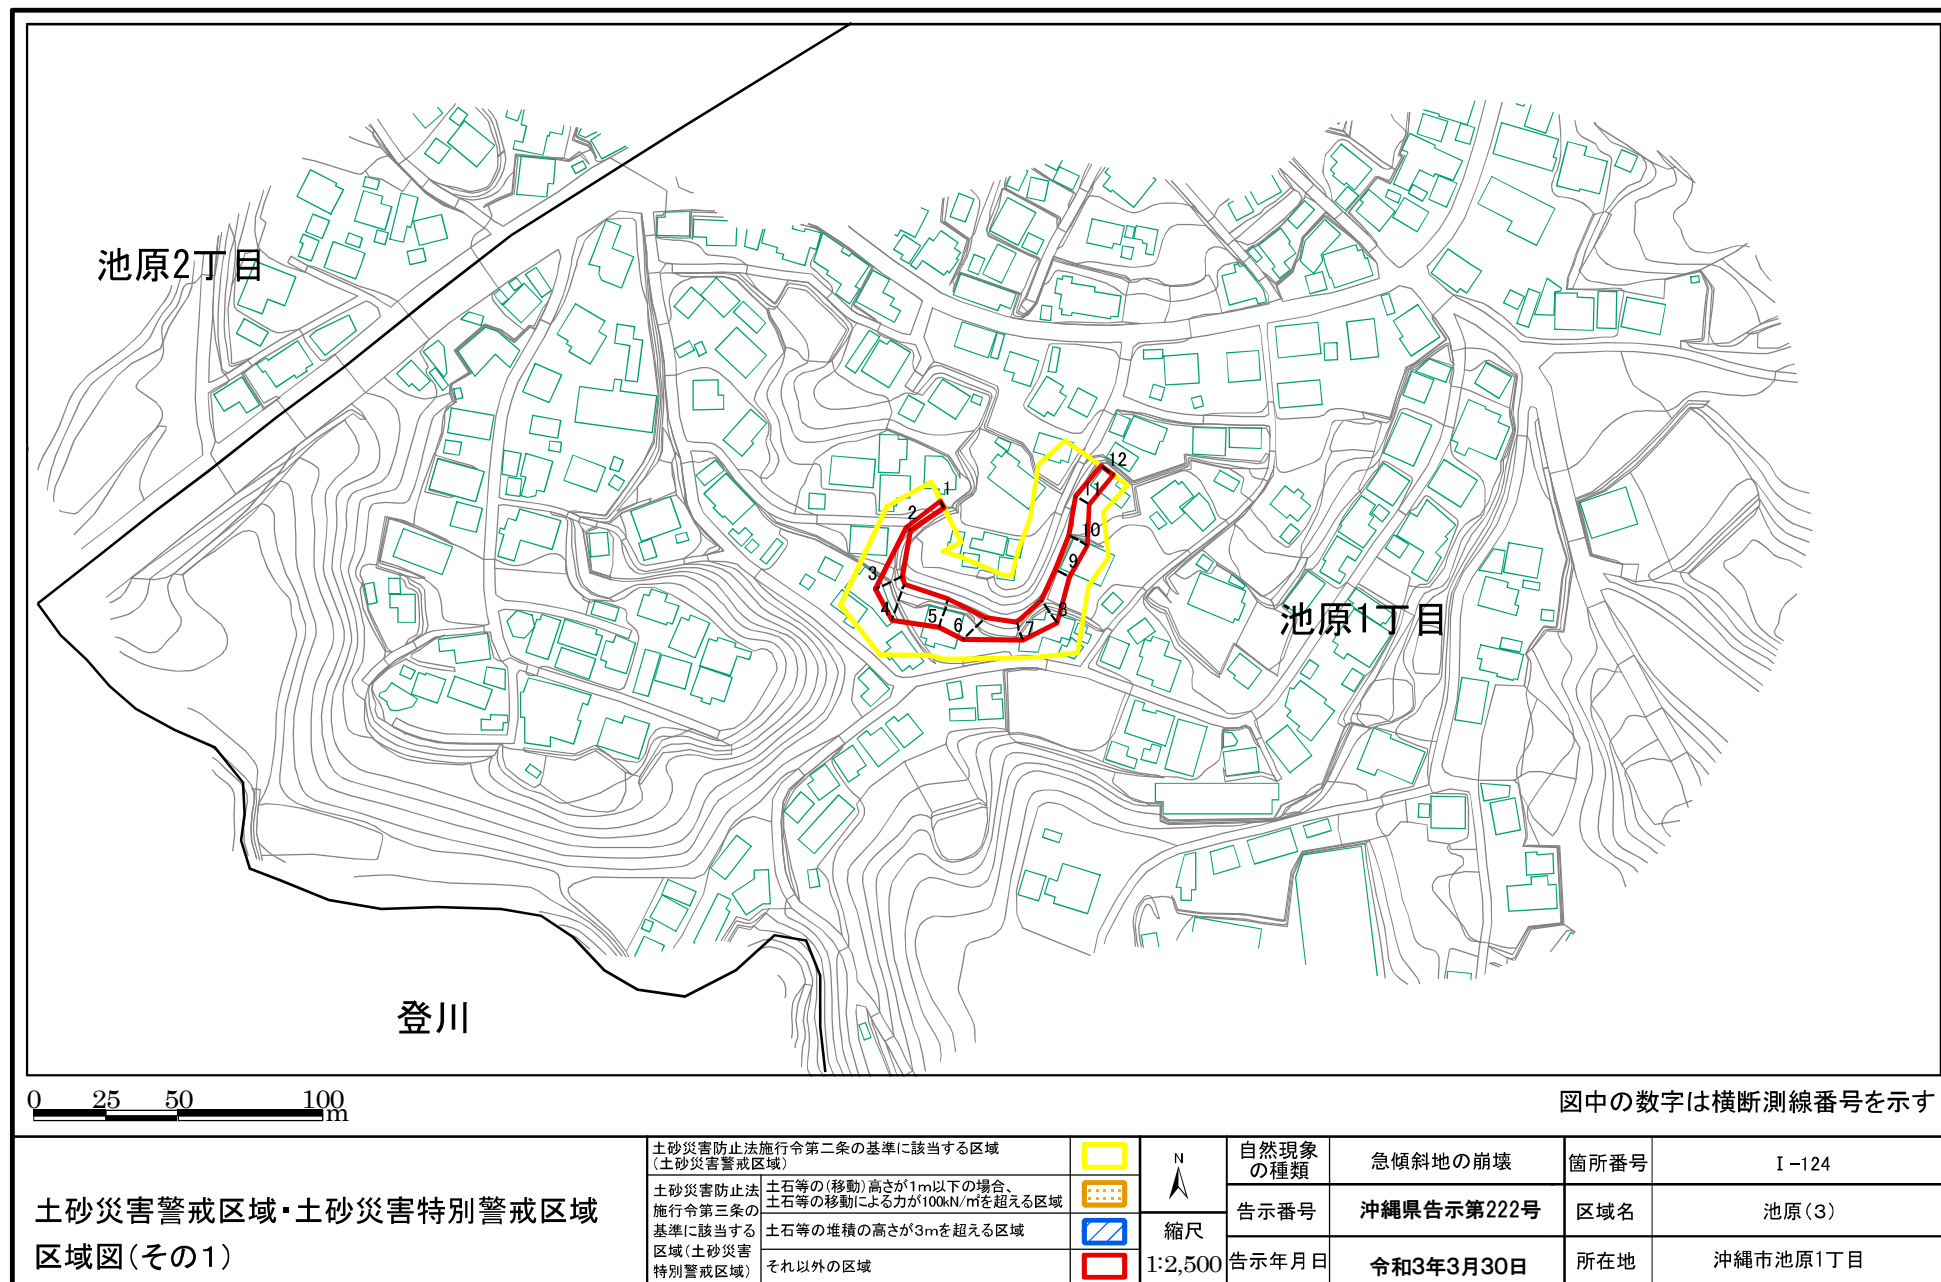 池原2丁目
1
2
3
4
5
6
7
8
9
10
11
12
池原1丁目
登川
0 25 50 100m
図中の数字は横断測線番号を示す
土砂災害警戒区域・土砂災害特別警戒区域
区域図(その1)
土砂災害防止法施行令第二条の基準に該当する区域
(土砂災害警戒区域)
土砂災害防止法
施行令第三条の
基準に該当する
区域(土砂災害
特別警戒区域)
土石等の(移動)高さが1m以下の場合、
土石等の移動による力が100kN/㎡を超える区域
土石等の堆積の高さが3mを超える区域
それ以外の区域
N
縮尺
1:2,500
自然現象
の種類
急傾斜地の崩壊
箇所番号
I-124
告示番号
沖縄県告示第222号
区域名
池原(3)
告示年月日
令和3年3月30日
所在地
沖縄市池原1丁目